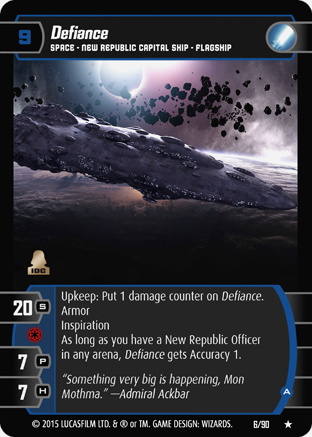 9
Defiance
SPACE - NEW REPUBLIC CAPITAL SHIP - FLAGSHIP
IDC
20 S
7 P
7 H
Upkeep: Put 1 damage counter on Defiance.
Armor
Inspiration
As long as you have a New Republic Officer
in any arena, Defiance gets Accuracy 1.
“Something very big is happening, Mon
Mothma.” —Admiral Ackbar
A
© 2015 LUCASFILM LTD. & ® or TM. GAME DESIGN: WIZARDS.
6/90